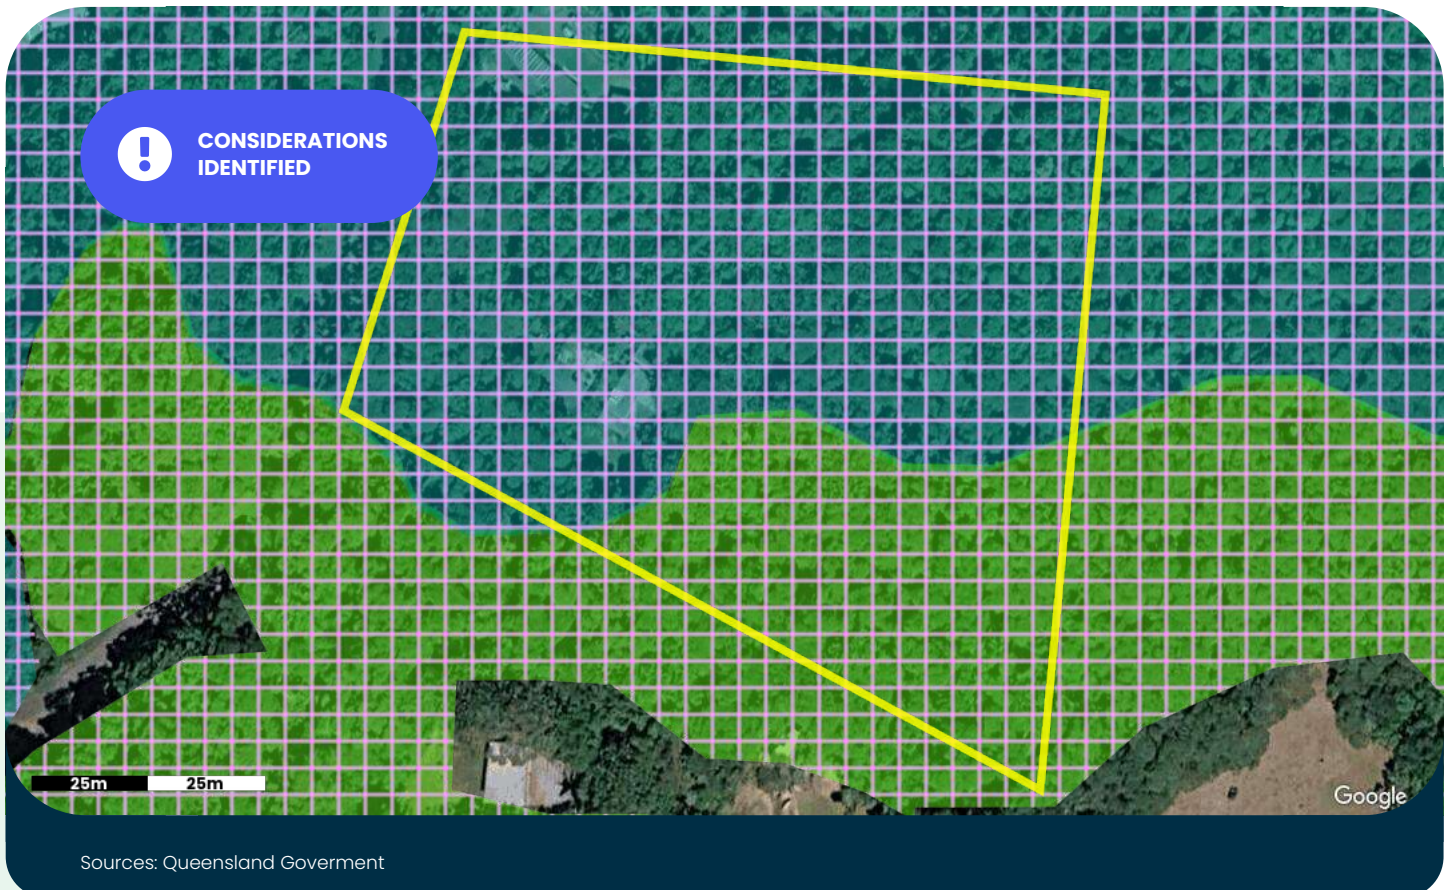 CONSIDERATIONS
IDENTIFIED
25m 25m
Google
Sources: Queensland Goverment